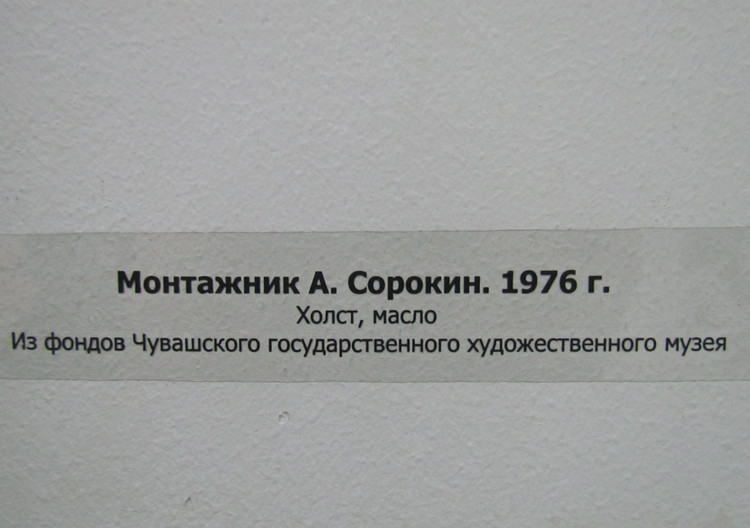 Монтажник А. Сорокин. 1976 г.
Холст, масло
Из фондов Чувашского государственного художественного музея